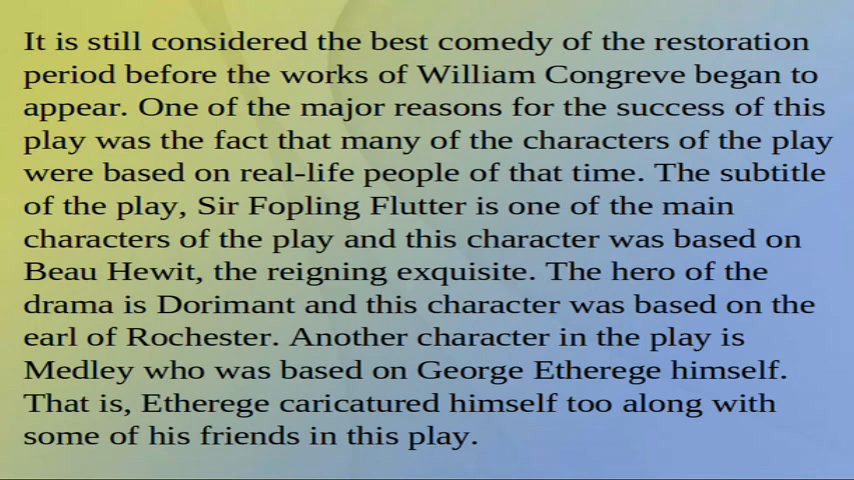 It is still considered the best comedy of the restoration
period before the works of William Congreve began to
appear. One of the major reasons for the success of this
play was the fact that many of the characters of the play
were based on real-life people of that time. The subtitle
of the play, Sir Fopling Flutter is one of the main
characters of the play and this character was based on
Beau Hewit, the reigning exquisite. The hero of the
drama is Dorimant and this character was based on the
earl of Rochester. Another character in the play is
Medley who was based on George Etherege himself.
That is, Etherege caricatured himself too along with
some of his friends in this play.